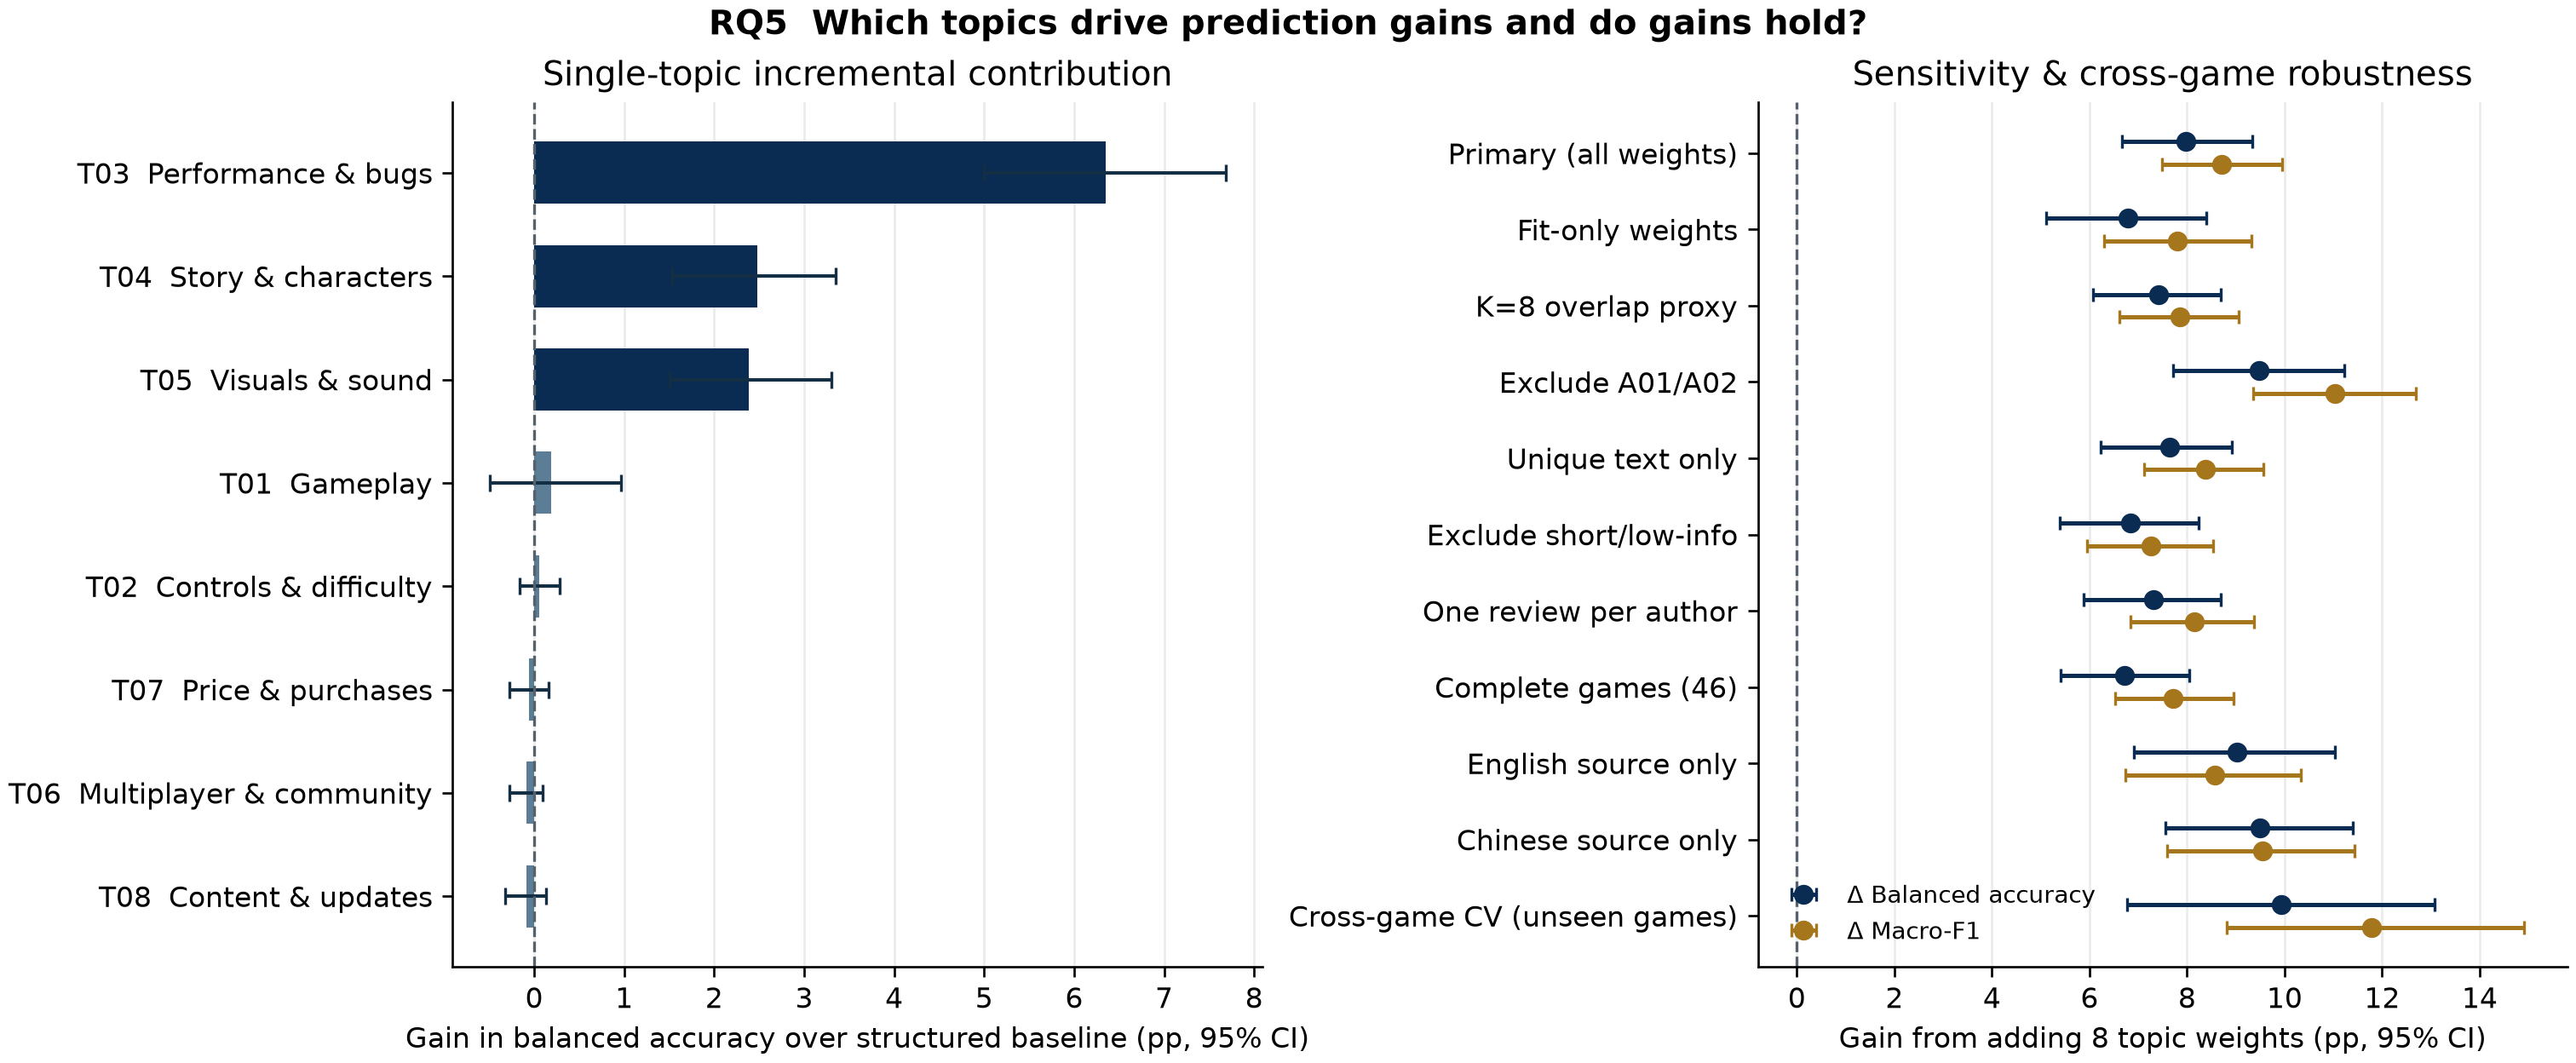 RQ5  Which topics drive prediction gains and do gains hold?
Single-topic incremental contribution
T03  Performance & bugs
T04  Story & characters
T05  Visuals & sound
T01  Gameplay
T02  Controls & difficulty
T07  Price & purchases
T06  Multiplayer & community
T08  Content & updates
0 1 2 3 4 5 6 7 8
Gain in balanced accuracy over structured baseline (pp, 95% CI)
Sensitivity & cross-game robustness
Primary (all weights)
Fit-only weights
K=8 overlap proxy
Exclude A01/A02
Unique text only
Exclude short/low-info
One review per author
Complete games (46)
English source only
Chinese source only
Cross-game CV (unseen games)
Δ Balanced accuracy
Δ Macro-F1
0 2 4 6 8 10 12 14
Gain from adding 8 topic weights (pp, 95% CI)